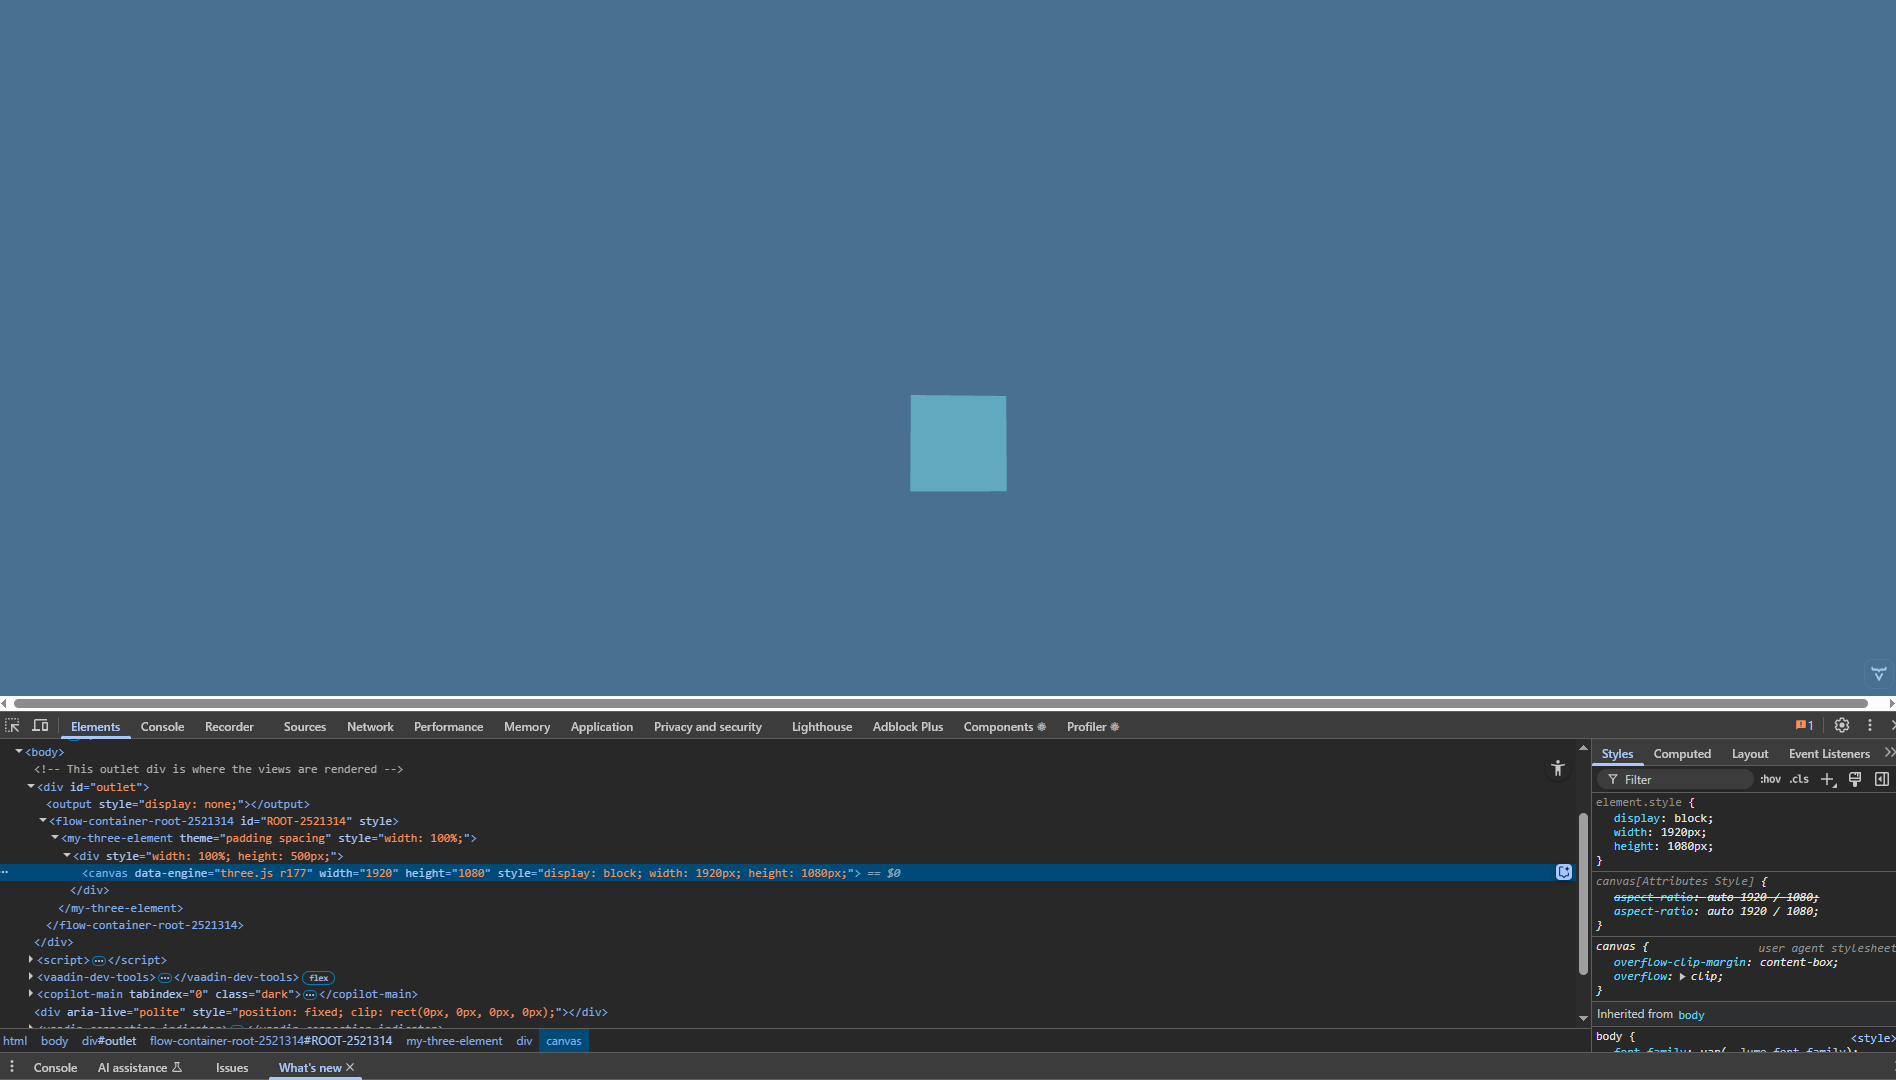 Elements Console Recorder Sources Network Performance Memory Application Privacy and security Lighthouse Adblock Plus Components Profiler 1
<body>
<!-- This outlet div is where the views are rendered -->
<div id="outlet">
<output style="display: none;"></output>
<flow-container-root-2521314 id="ROOT-2521314" style>
<my-three-element theme="padding spacing" style="width: 100%;">
<div style="width: 100%; height: 500px;">
<canvas data-engine="three.js r177" width="1920" height="1080" style="display: block; width: 1920px; height: 1080px;"> == $0
</div>
</my-three-element>
</flow-container-root-2521314>
</div>
<script>…</script>
<vaadin-dev-tools>…</vaadin-dev-tools> flex
<copilot-main tabindex="0" class="dark">…</copilot-main>
<div aria-live="polite" style="position: fixed; clip: rect(0px, 0px, 0px, 0px);"></div>
html body div#outlet flow-container-root-2521314#ROOT-2521314 my-three-element div canvas
Styles Computed Layout Event Listeners
Filter :hov .cls
element.style {
display: block;
width: 1920px;
height: 1080px;
}
canvas[Attributes Style] {
aspect-ratio: auto 1920 / 1080;
aspect-ratio: auto 1920 / 1080;
}
canvas { user agent stylesheet
overflow-clip-margin: content-box;
overflow: clip;
}
Inherited from body
body { <style>
Console AI assistance Issues What's new